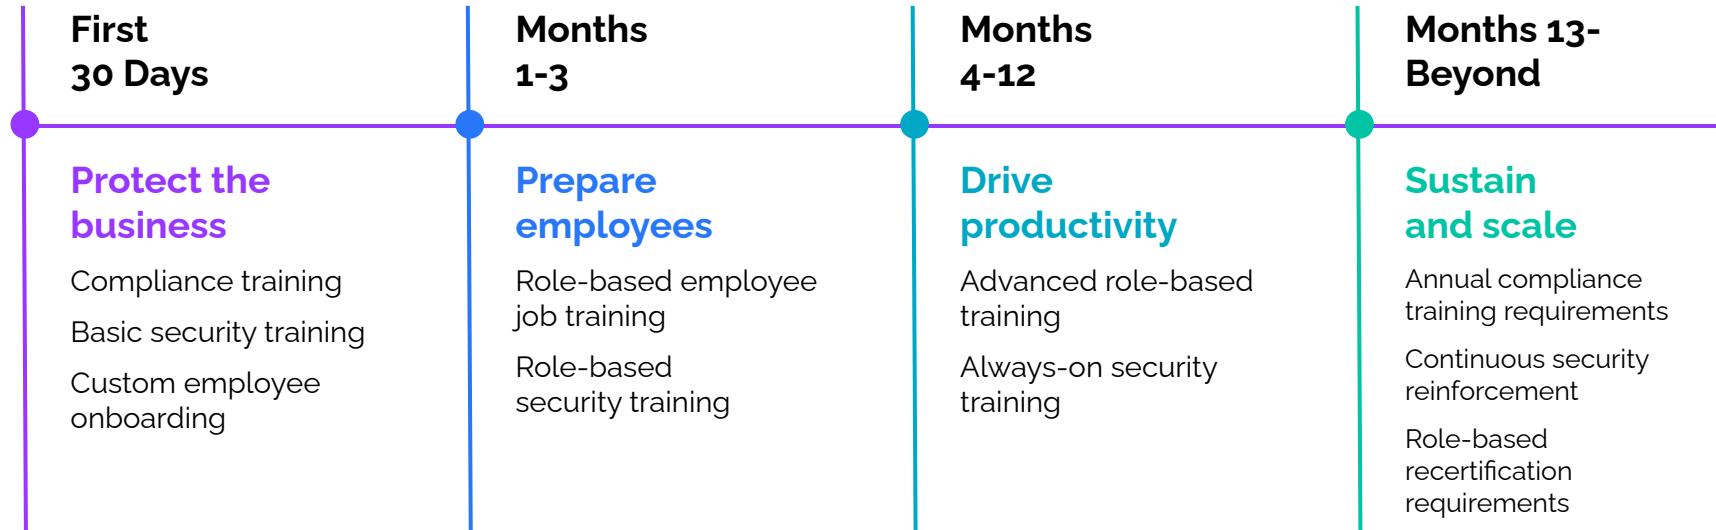 First
30 Days
Protect the
business
Compliance training
Basic security training
Custom employee
onboarding
Months
1-3
Prepare
employees
Role-based employee
job training
Role-based
security training
Months
4-12
Drive
productivity
Advanced role-based
training
Always-on security
training
Months 13-
Beyond
Sustain
and scale
Annual compliance
training requirements
Continuous security
reinforcement
Role-based
recertification
requirements